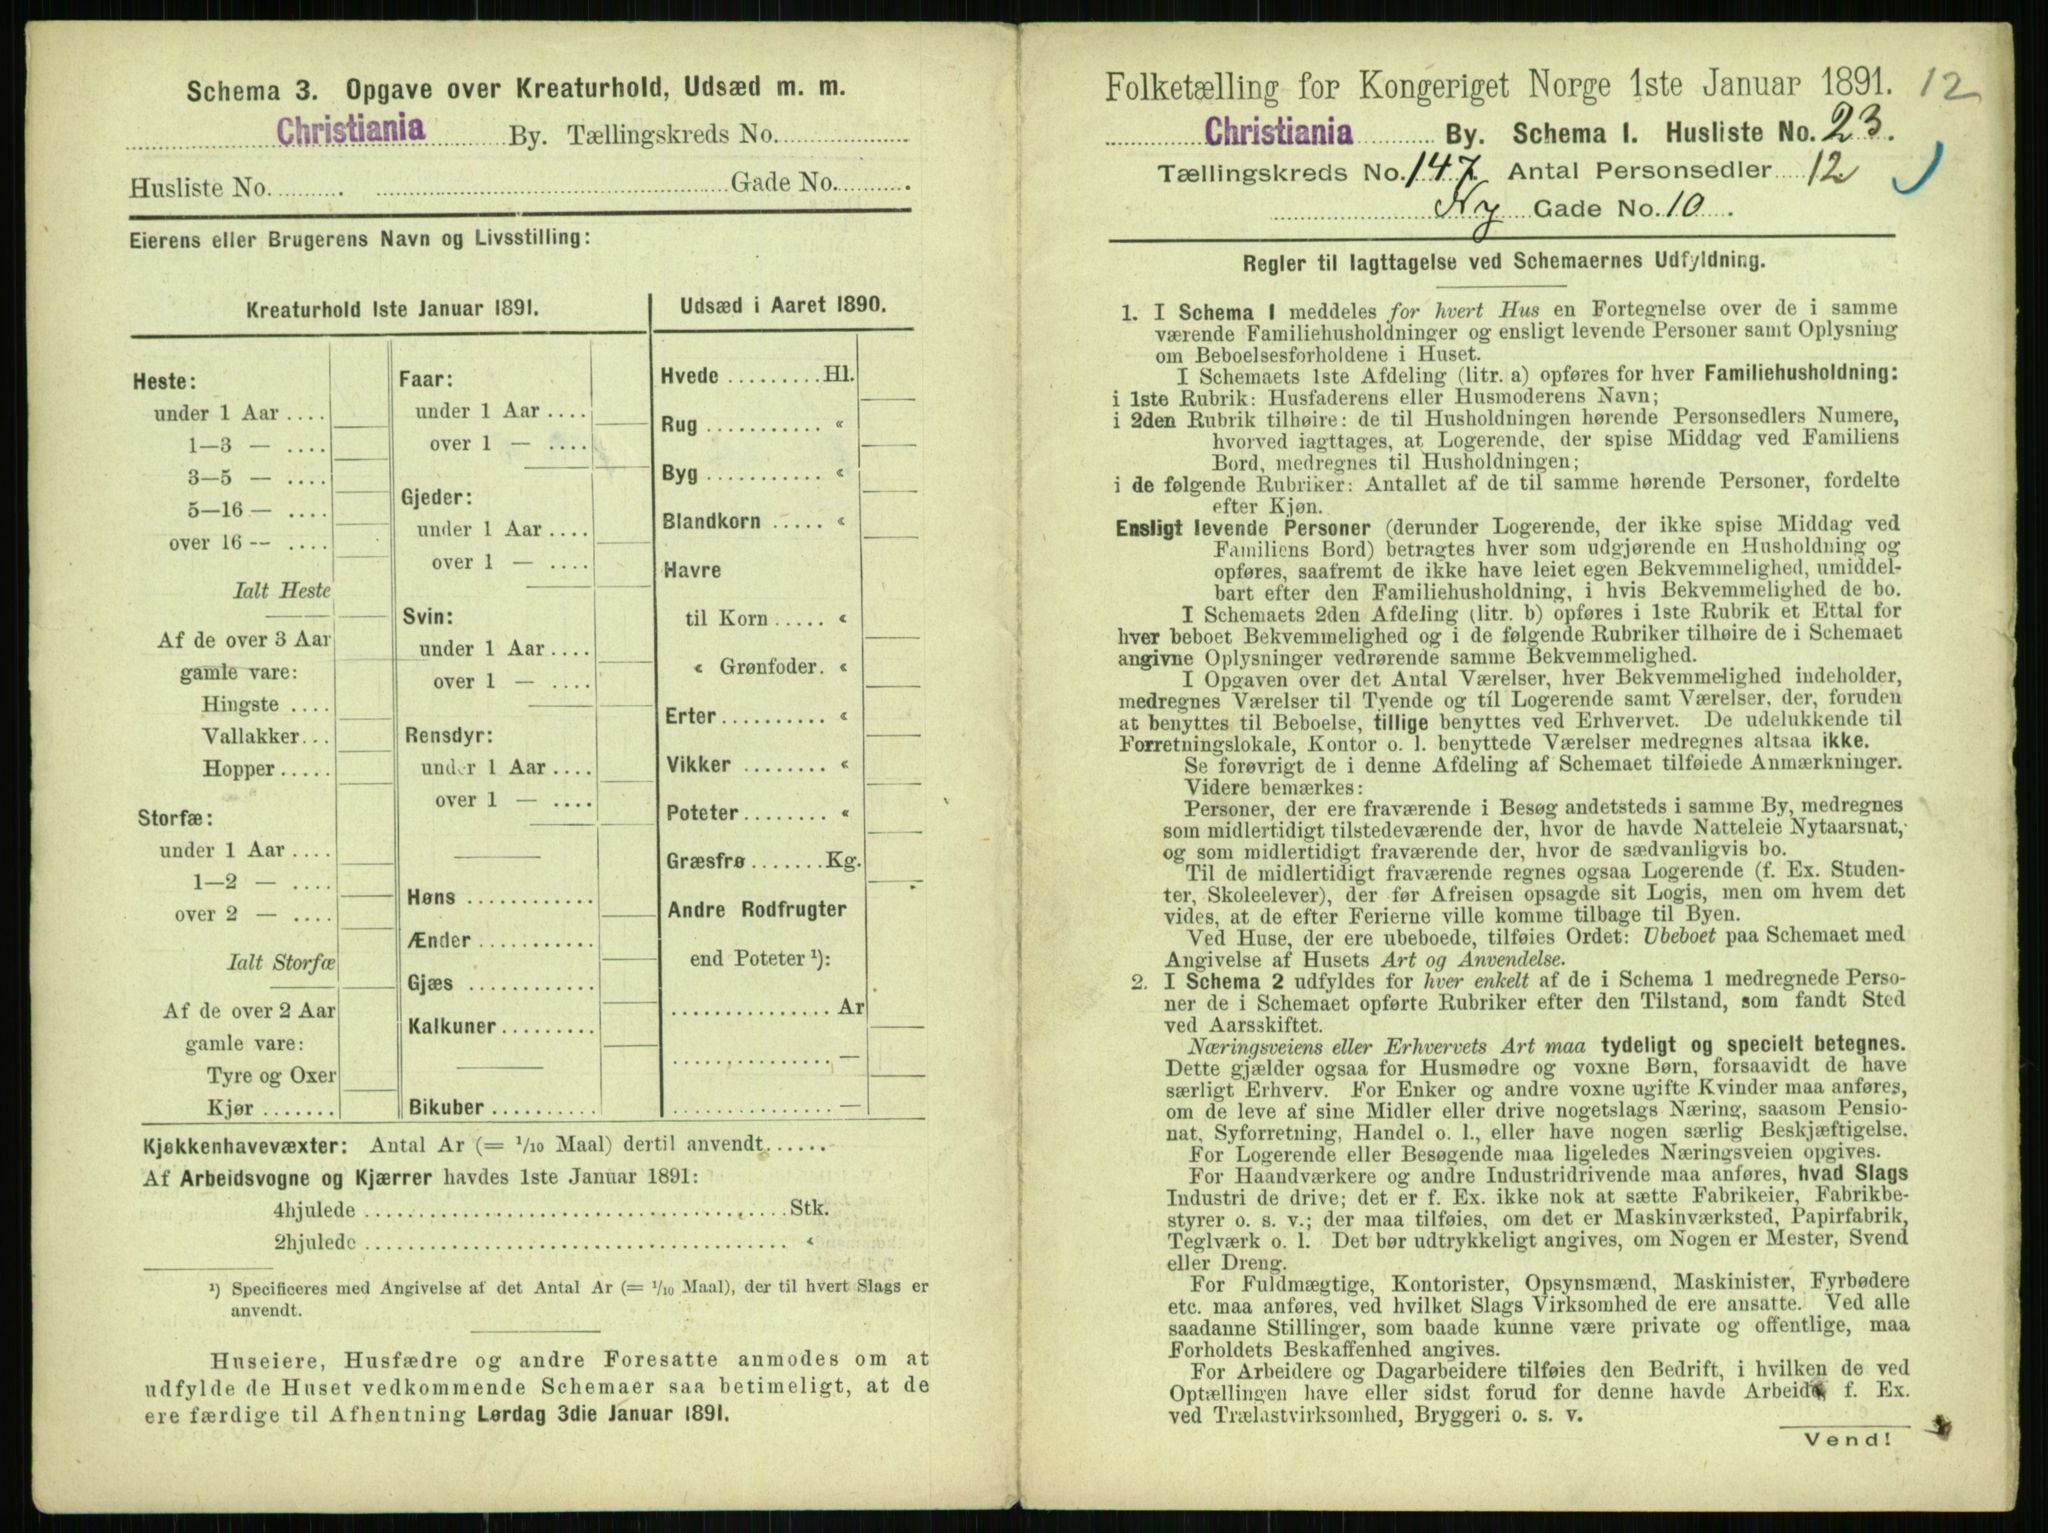 Schema 3. Opgave over Kreaturhold, Udsæd m. m.
Christiania By. Tællingskreds No.
Husliste No. Gade No.
Eierens eller Brugerens Navn og Livsstilling:
Kreaturhold 1ste Januar 1891.
Heste:
under 1 Aar ....
1—3 — ....
3—5 — ....
5—16 — ....
over 16 -- ....
Ialt Heste
Af de over 3 Aar
gamle vare:
Hingste ....
Vallakker...
Hopper.....
Storfæ:
under 1 Aar ....
1—2 — ....
over 2 — ....
Ialt Storfæ
Af de over 2 Aar
gamle vare:
Tyre og Oxer
Kjør .......
Faar:
under 1 Aar ....
over 1 — ....
Gjeder:
under 1 Aar ....
over 1 — ....
Svin:
under 1 Aar ....
over 1 — ....
Rensdyr:
under 1 Aar ....
over 1 — ....
Høns ............
Ænder ...........
Gjæs ............
Kalkuner.........
Bikuber ..........
Udsæd i Aaret 1890.
Hvede .........Hl.
Rug ........... «
Byg ........... «
Blandkorn ..... «
Havre
til Korn ..... «
« Grønfoder. «
Erter.......... «
Vikker ........ «
Poteter........ «
Græsfrø .......Kg.
Andre Rodfrugter
end Poteter ¹):
............... Ar
............... —
............... —
Kjøkkenhavevæxter: Antal Ar (= 1/10 Maal) dertil anvendt......
Af Arbeidsvogne og Kjærrer havdes 1ste Januar 1891:
4hjulede ........................................Stk.
2hjulede ........................................ «
¹) Specificeres med Angivelse af det Antal Ar (= 1/10 Maal), der til hvert Slags er
anvendt.
Huseiere, Husfædre og andre Foresatte anmodes om at
udfylde de Huset vedkommende Schemaer saa betimeligt, at de
ere færdige til Afhentning Lørdag 3die Januar 1891.
Folketælling for Kongeriget Norge 1ste Januar 1891. 12
Christiania By. Schema 1. Husliste No. 23.
Tællingskreds No. 147. Antal Personsedler 12
Ny Gade No. 10.
Regler til Iagttagelse ved Schemaernes Udfyldning.
1. I Schema 1 meddeles for hvert Hus en Fortegnelse over de i samme
værende Familiehusholdninger og ensligt levende Personer samt Oplysning
om Beboelsesforholdene i Huset.
I Schemaets 1ste Afdeling (litr. a) opføres for hver Familiehusholdning:
i 1ste Rubrik: Husfaderens eller Husmoderens Navn;
i 2den Rubrik tilhøire: de til Husholdningen hørende Personsedlers Numere,
hvorved iagttages, at Logerende, der spise Middag ved Familiens
Bord, medregnes til Husholdningen;
i de følgende Rubriker: Antallet af de til samme hørende Personer, fordelte
efter Kjøn.
Ensligt levende Personer (derunder Logerende, der ikke spise Middag ved
Familiens Bord) betragtes hver som udgjørende en Husholdning og
opføres, saafremt de ikke have leiet egen Bekvemmelighed, umiddel-
bart efter den Familiehusholdning, i hvis Bekvemmelighed de bo.
I Schemaets 2den Afdeling (litr. b) opføres i 1ste Rubrik et Ettal for
hver beboet Bekvemmelighed og i de følgende Rubriker tilhøire de i Schemaet
angivne Oplysninger vedrørende samme Bekvemmelighed.
I Opgaven over det Antal Værelser, hver Bekvemmelighed indeholder,
medregnes Værelser til Tyende og til Logerende samt Værelser, der, foruden
at benyttes til Beboelse, tillige benyttes ved Erhvervet. De udelukkende til
Forretningslokale, Kontor o. l. benyttede Værelser medregnes altsaa ikke.
Se forøvrigt de i denne Afdeling af Schemaet tilføiede Anmærkninger.
Videre bemærkes:
Personer, der ere fraværende i Besøg andetsteds i samme By, medregnes
som midlertidigt tilstedeværende der, hvor de havde Natteleie Nytaarsnat,
og som midlertidigt fraværende der, hvor de sædvanligvis bo.
Til de midlertidigt fraværende regnes ogsaa Logerende (f. Ex. Studen-
ter, Skoleelever), der før Afreisen opsagde sit Logis, men om hvem det
vides, at de efter Ferierne ville komme tilbage til Byen.
Ved Huse, der ere ubeboede, tilføies Ordet: Ubeboet paa Schemaet med
Angivelse af Husets Art og Anvendelse.
2. I Schema 2 udfyldes for hver enkelt af de i Schema 1 medregnede Perso-
ner de i Schemaet opførte Rubriker efter den Tilstand, som fandt Sted
ved Aarsskiftet.
Næringsveiens eller Erhvervets Art maa tydeligt og specielt betegnes.
Dette gjælder ogsaa for Husmødre og voxne Børn, forsaavidt de have
særligt Erhverv. For Enker og andre voxne ugifte Kvinder maa anføres,
om de leve af sine Midler eller drive nogetslags Næring, saasom Pensio-
nat, Syforretning, Handel o. l., eller have nogen særlig Beskjæftigelse.
For Logerende eller Besøgende maa ligeledes Næringsveien opgives.
For Haandværkere og andre Industridrivende maa anføres, hvad Slags
Industri de drive; det er f. Ex. ikke nok at sætte Fabrikeier, Fabrikbe-
styrer o. s. v.; der maa tilføies, om det er Maskinværksted, Papirfabrik,
Teglværk o. l. Det bør udtrykkeligt angives, om Nogen er Mester, Svend
eller Dreng.
For Fuldmægtige, Kontorister, Opsynsmænd, Maskinister, Fyrbødere
etc. maa anføres, ved hvilket Slags Virksomhed de ere ansatte. Ved alle
saadanne Stillinger, som baade kunne være private og offentlige, maa
Forholdets Beskaffenhed angives.
For Arbeidere og Dagarbeidere tilføies den Bedrift, i hvilken de ved
Optællingen have eller sidst forud for denne havde Arbeide f. Ex.
ved Trælastvirksomhed, Bryggeri o. s. v.
Vend!